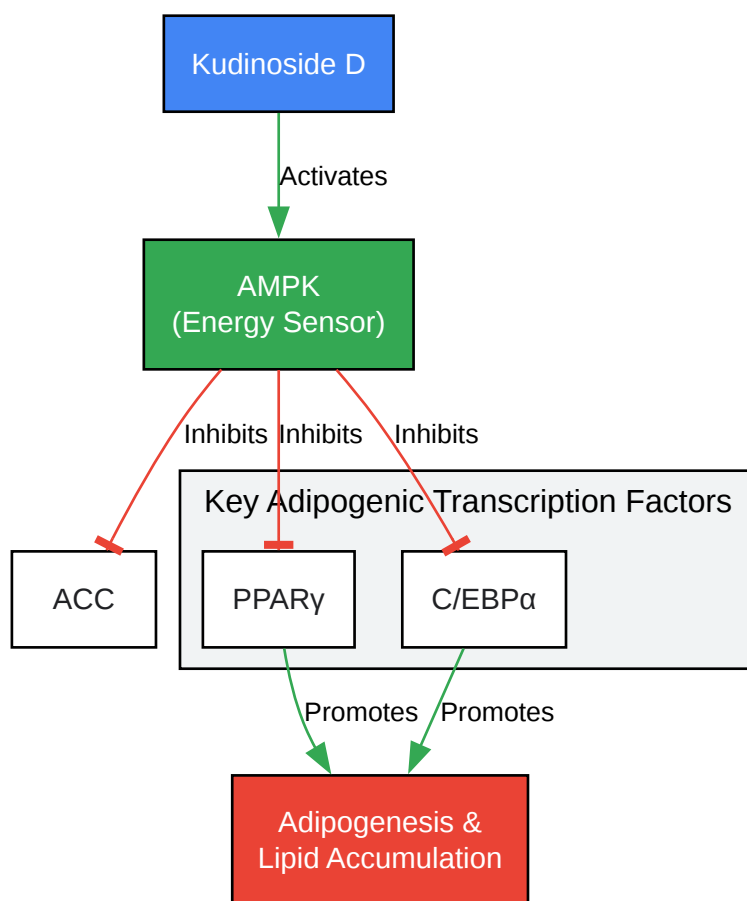 Kudinoside D
Activates
AMPK
(Energy Sensor)
Inhibits
Inhibits
Inhibits
Key Adipogenic Transcription Factors
ACC
PPARγ
C/EBPα
Promotes
Promotes
Adipogenesis &
Lipid Accumulation